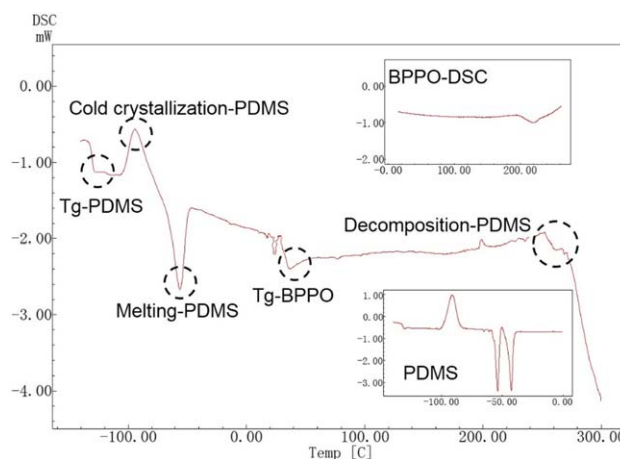 DSC
mW
0.00
-1.00
-2.00
-3.00
-4.00
-100.00 0.00 100.00 200.00 300.00
Temp [C]
Cold crystallization-PDMS
Tg-PDMS
Melting-PDMS
Tg-BPPO
Decomposition-PDMS
BPPO-DSC
0.00
-1.00
-2.00
-0.00 100.00 200.00
PDMS
1.00
0.00
-1.00
-2.00
-3.00
-100.00 -50.00 0.00